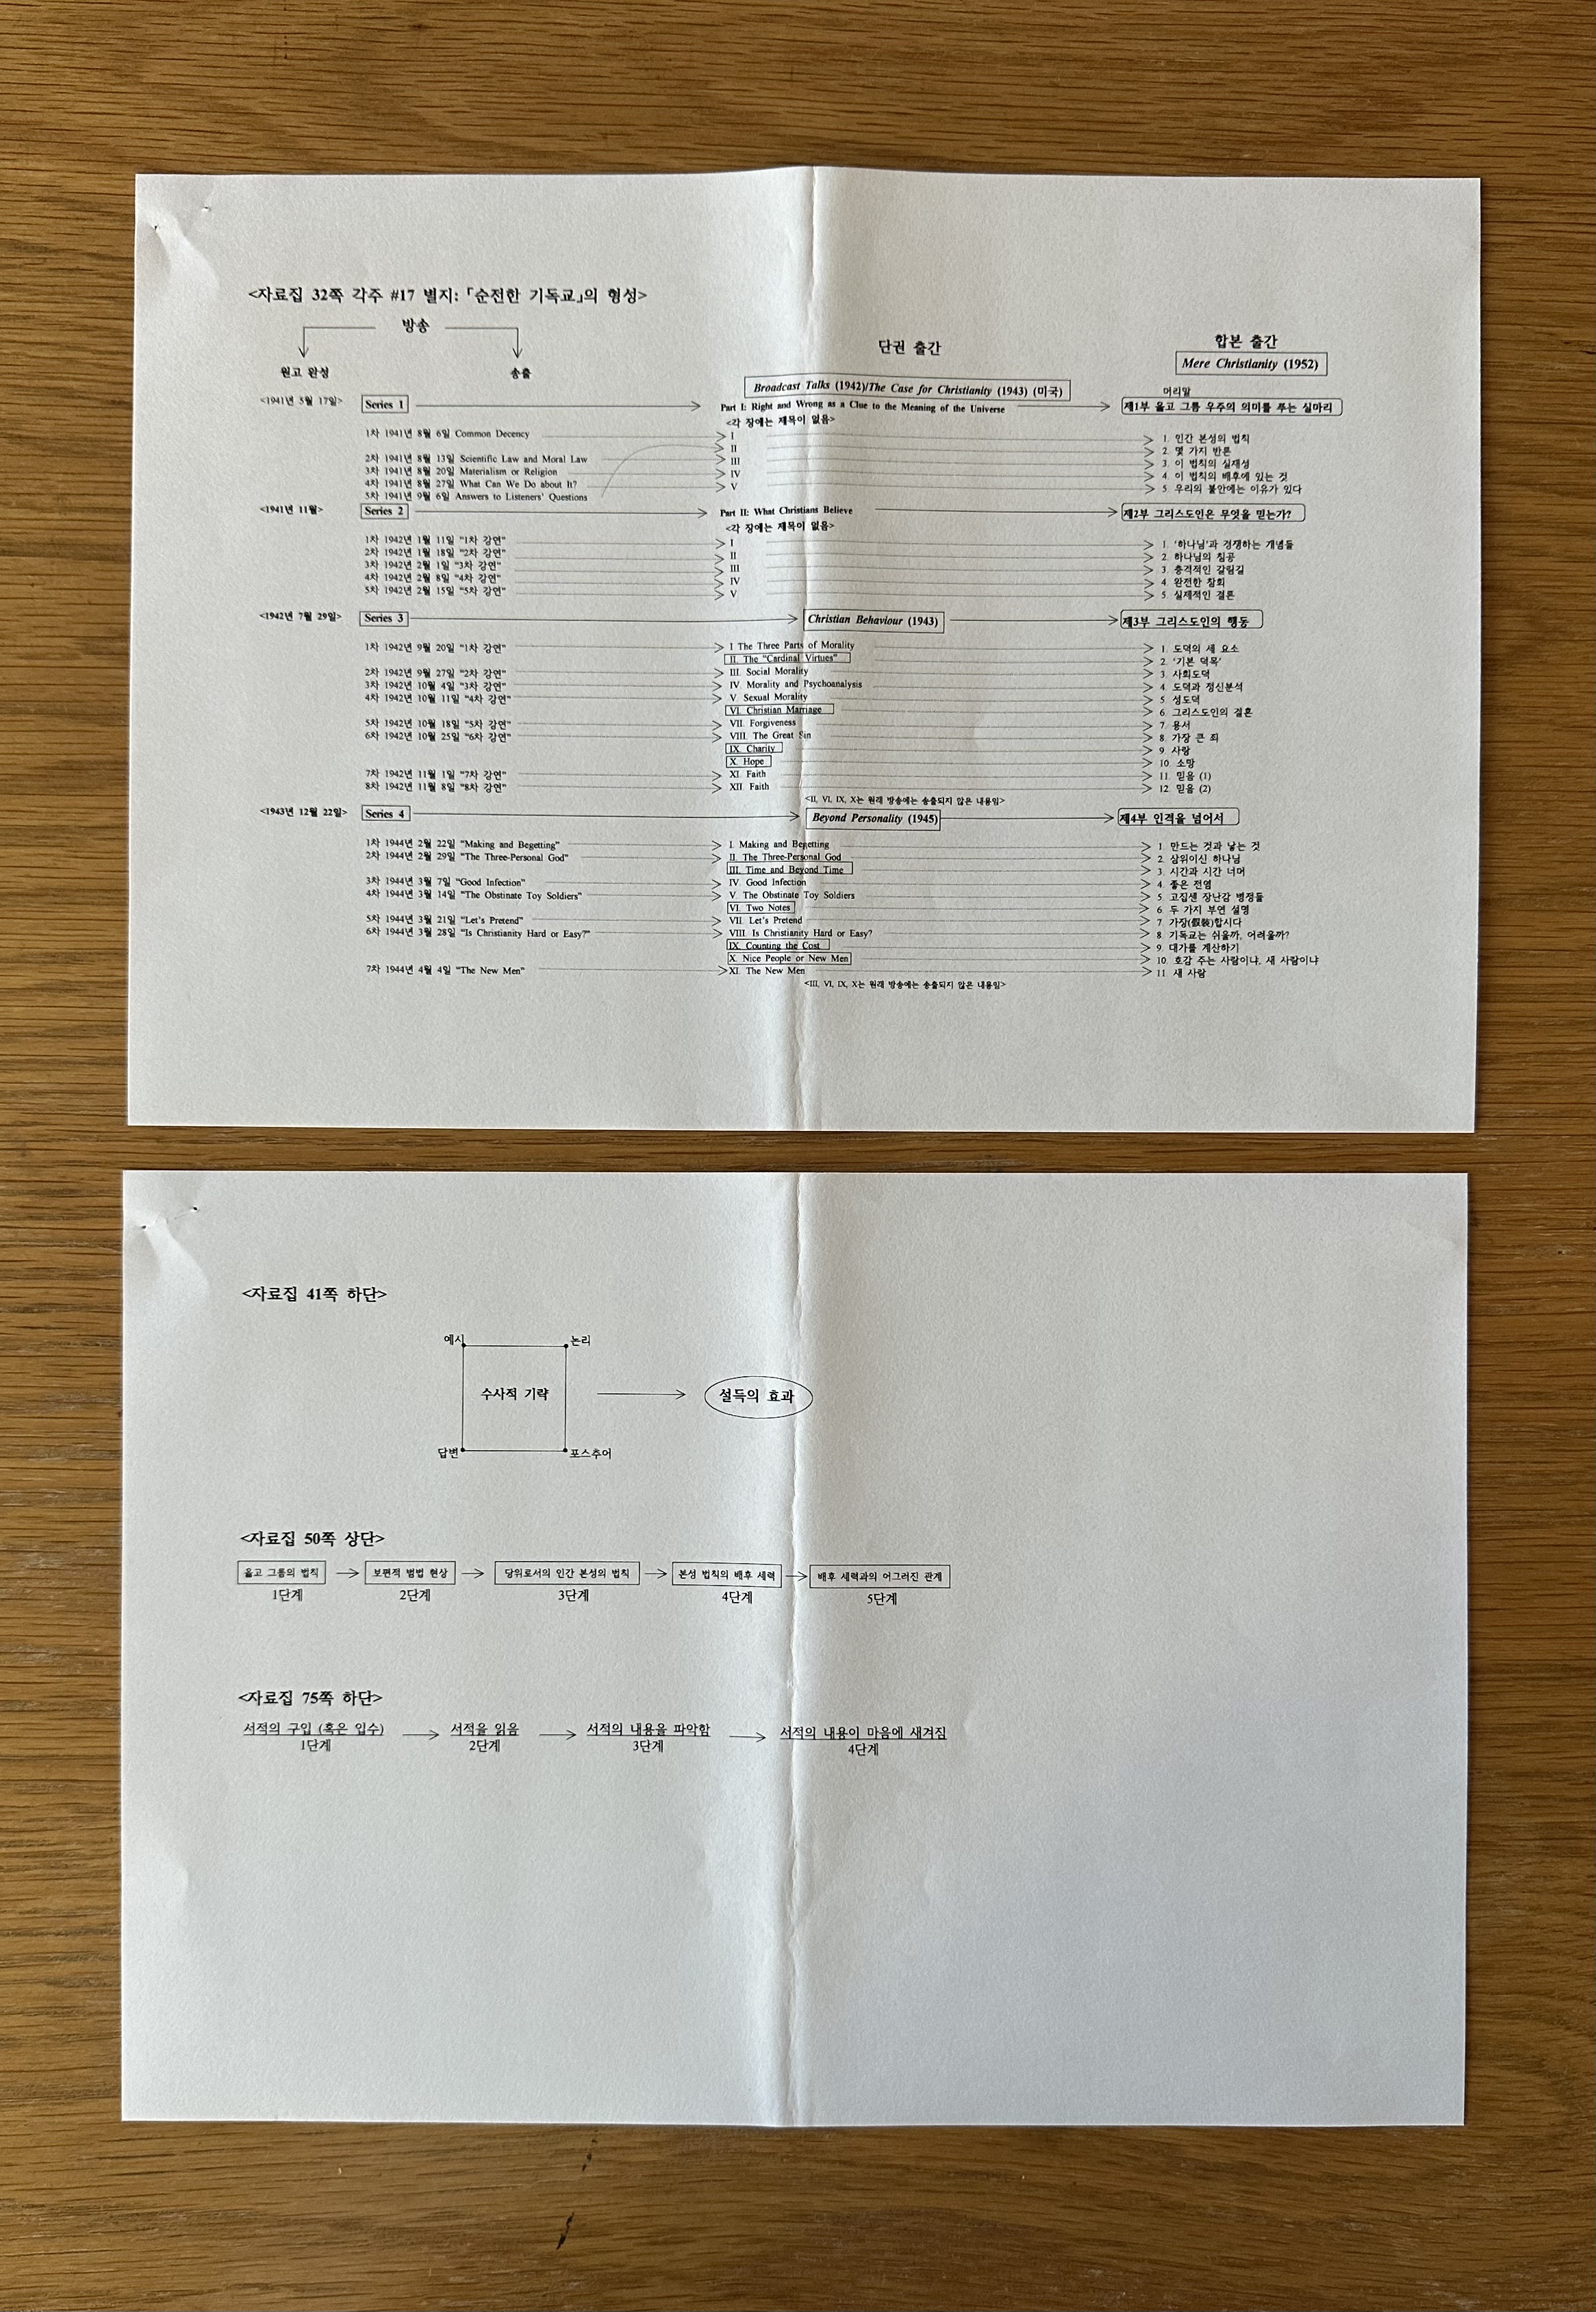 <자료집 32쪽 각주 #17 별지: 「순전한 기독교」의 형성>
방송
원고 완성 송출
단권 출간
합본 출간
Mere Christianity (1952)
Broadcast Talks (1942)/The Case for Christianity (1943) (미국)
머리말
<1941년 5월 17일> Series 1 Part I: Right and Wrong as a Clue to the Meaning of the Universe 제1부 옳고 그름 우주의 의미를 푸는 실마리
<각 장에는 제목이 없음>
1차 1941년 8월 6일 Common Decency I 1. 인간 본성의 법칙
II 2. 몇 가지 반론
2차 1941년 8월 13일 Scientific Law and Moral Law III 3. 이 법칙의 실재성
3차 1941년 8월 20일 Materialism or Religion IV 4. 이 법칙의 배후에 있는 것
4차 1941년 8월 27일 What Can We Do about It? V 5. 우리의 불안에는 이유가 있다
5차 1941년 9월 6일 Answers to Listeners' Questions
<1941년 11월> Series 2 Part II: What Christians Believe 제2부 그리스도인은 무엇을 믿는가?
<각 장에는 제목이 없음>
1차 1942년 1월 11일 "1차 강연" I 1. '하나님'과 경쟁하는 개념들
2차 1942년 1월 18일 "2차 강연" II 2. 하나님의 침공
3차 1942년 2월 1일 "3차 강연" III 3. 충격적인 갈림길
4차 1942년 2월 8일 "4차 강연" IV 4. 완전한 참회
5차 1942년 2월 15일 "5차 강연" V 5. 실제적인 결론
<1942년 7월 29일> Series 3 Christian Behaviour (1943) 제3부 그리스도인의 행동
1차 1942년 9월 20일 "1차 강연" I The Three Parts of Morality 1. 도덕의 세 요소
II. The "Cardinal Virtues" 2. '기본 덕목'
2차 1942년 9월 27일 "2차 강연" III. Social Morality 3. 사회도덕
3차 1942년 10월 4일 "3차 강연" IV. Morality and Psychoanalysis 4. 도덕과 정신분석
4차 1942년 10월 11일 "4차 강연" V. Sexual Morality 5. 성도덕
VI. Christian Marriage 6. 그리스도인의 결혼
5차 1942년 10월 18일 "5차 강연" VII. Forgiveness 7. 용서
6차 1942년 10월 25일 "6차 강연" VIII. The Great Sin 8. 가장 큰 죄
IX. Charity 9. 사랑
X. Hope 10. 소망
7차 1942년 11월 1일 "7차 강연" XI. Faith 11. 믿음 (1)
8차 1942년 11월 8일 "8차 강연" XII. Faith 12. 믿음 (2)
<II, VI, IX, X는 원래 방송에는 송출되지 않은 내용임>
<1943년 12월 22일> Series 4 Beyond Personality (1945) 제4부 인격을 넘어서
1차 1944년 2월 22일 "Making and Begetting" I. Making and Begetting 1. 만드는 것과 낳는 것
2차 1944년 2월 29일 "The Three-Personal God" II. The Three-Personal God 2. 삼위이신 하나님
III. Time and Beyond Time 3. 시간과 시간 너머
3차 1944년 3월 7일 "Good Infection" IV. Good Infection 4. 좋은 전염
4차 1944년 3월 14일 "The Obstinate Toy Soldiers" V. The Obstinate Toy Soldiers 5. 고집센 장난감 병정들
VI. Two Notes 6. 두 가지 부연 설명
5차 1944년 3월 21일 "Let's Pretend" VII. Let's Pretend 7. 가장(假裝)합시다
6차 1944년 3월 28일 "Is Christianity Hard or Easy?" VIII. Is Christianity Hard or Easy? 8. 기독교는 쉬울까, 어려울까?
IX. Counting the Cost 9. 대가를 계산하기
X. Nice People or New Men 10. 호감 주는 사람이냐, 새 사람이냐
7차 1944년 4월 4일 "The New Men" XI. The New Men 11. 새 사람
<III, VI, IX, X는 원래 방송에는 송출되지 않은 내용임>
<자료집 41쪽 하단>
예시 논리
수사적 기략 설득의 효과
답변 포스추어
<자료집 50쪽 상단>
옳고 그름의 법칙 보편적 범법 현상 당위로서의 인간 본성의 법칙 본성 법칙의 배후 세력 배후 세력과의 어그러진 관계
1단계 2단계 3단계 4단계 5단계
<자료집 75쪽 하단>
서적의 구입 (혹은 입수) 서적을 읽음 서적의 내용을 파악함 서적의 내용이 마음에 새겨짐
1단계 2단계 3단계 4단계